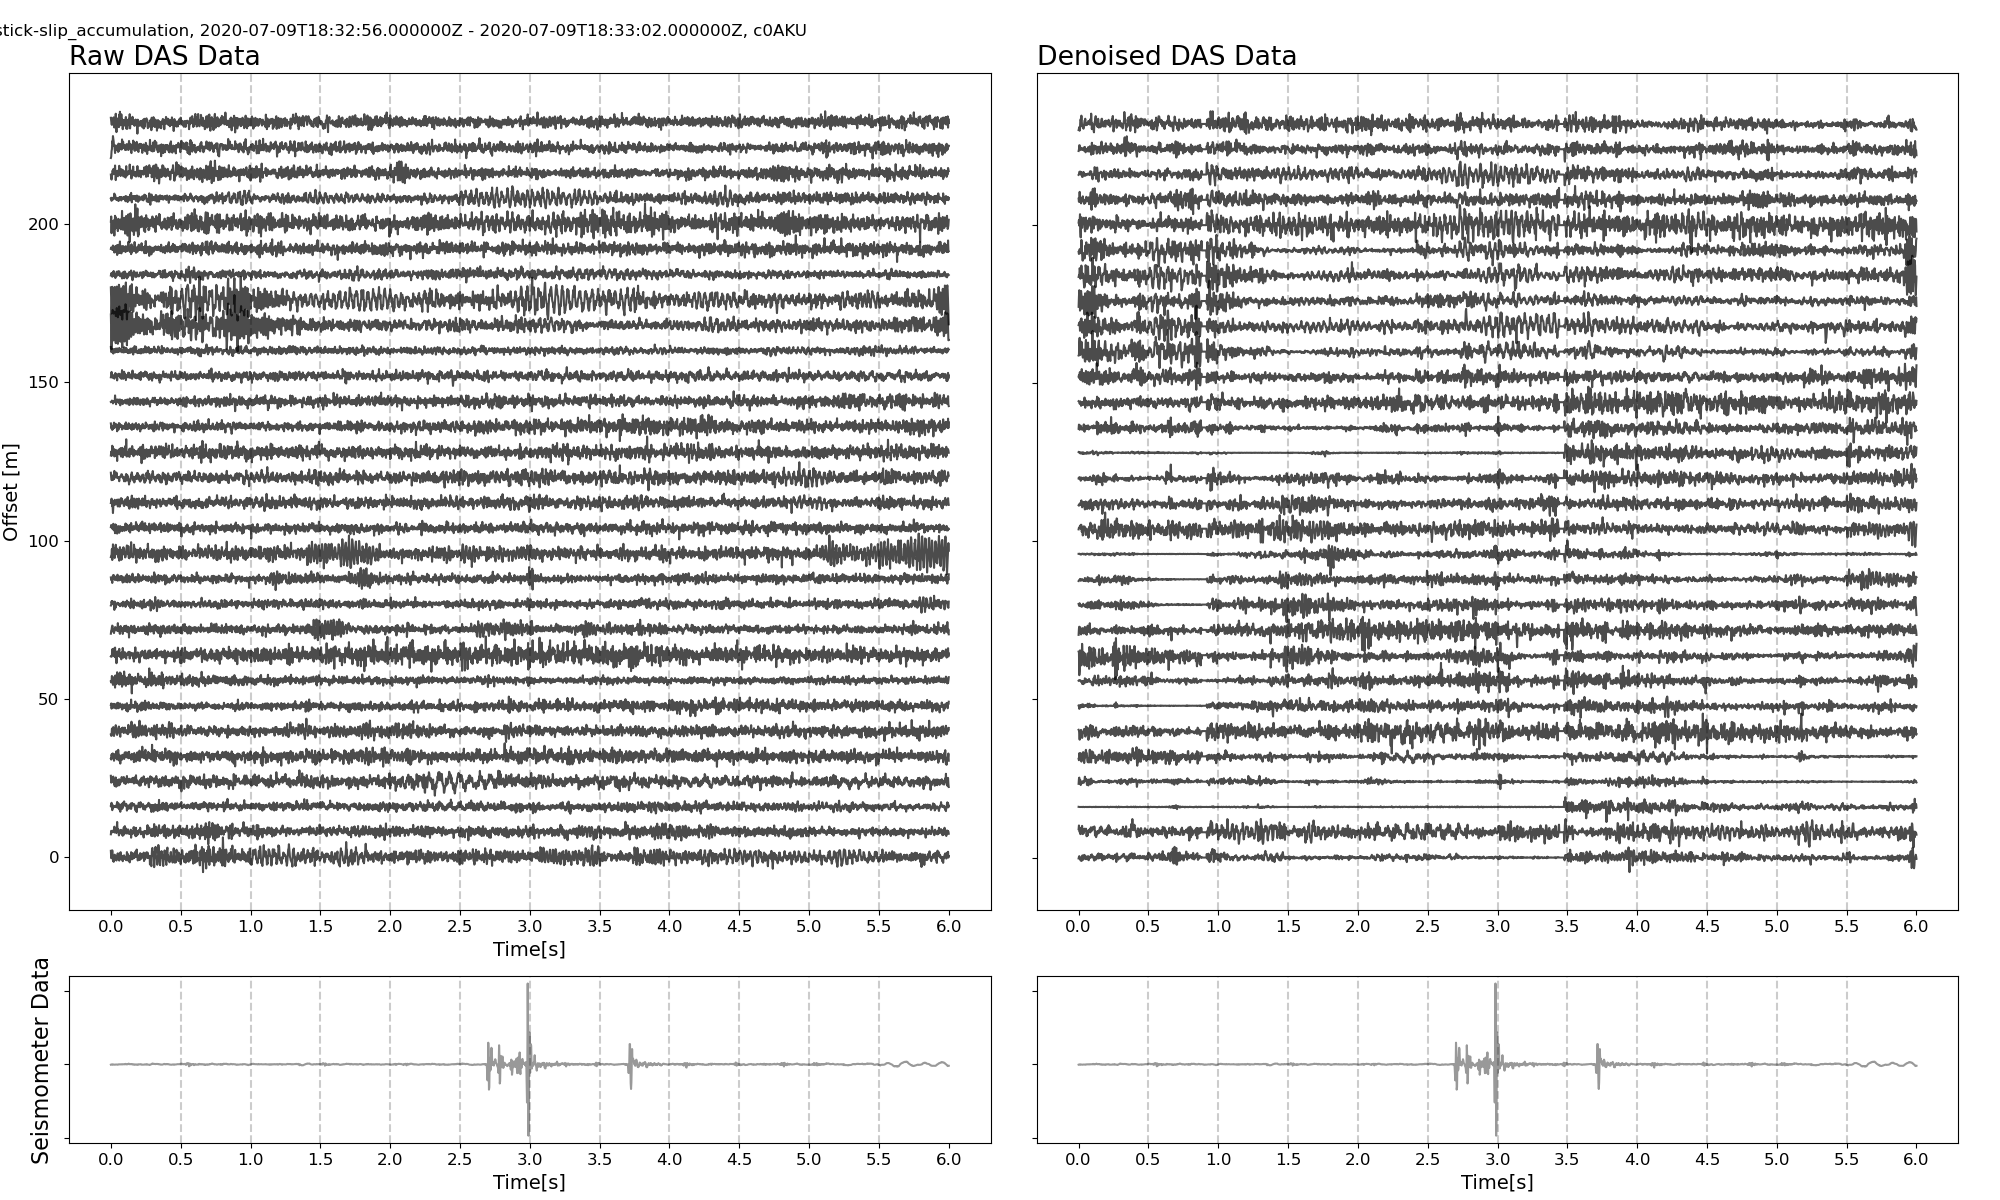 stick-slip_accumulation, 2020-07-09T18:32:56.000000Z - 2020-07-09T18:33:02.000000Z, c0AKU
Raw DAS Data
Denoised DAS Data
Offset [m]
200
150
100
50
0
0.0 0.5 1.0 1.5 2.0 2.5 3.0 3.5 4.0 4.5 5.0 5.5 6.0
Time[s]
0.0 0.5 1.0 1.5 2.0 2.5 3.0 3.5 4.0 4.5 5.0 5.5 6.0
Seismometer Data
0.0 0.5 1.0 1.5 2.0 2.5 3.0 3.5 4.0 4.5 5.0 5.5 6.0
Time[s]
0.0 0.5 1.0 1.5 2.0 2.5 3.0 3.5 4.0 4.5 5.0 5.5 6.0
Time[s]